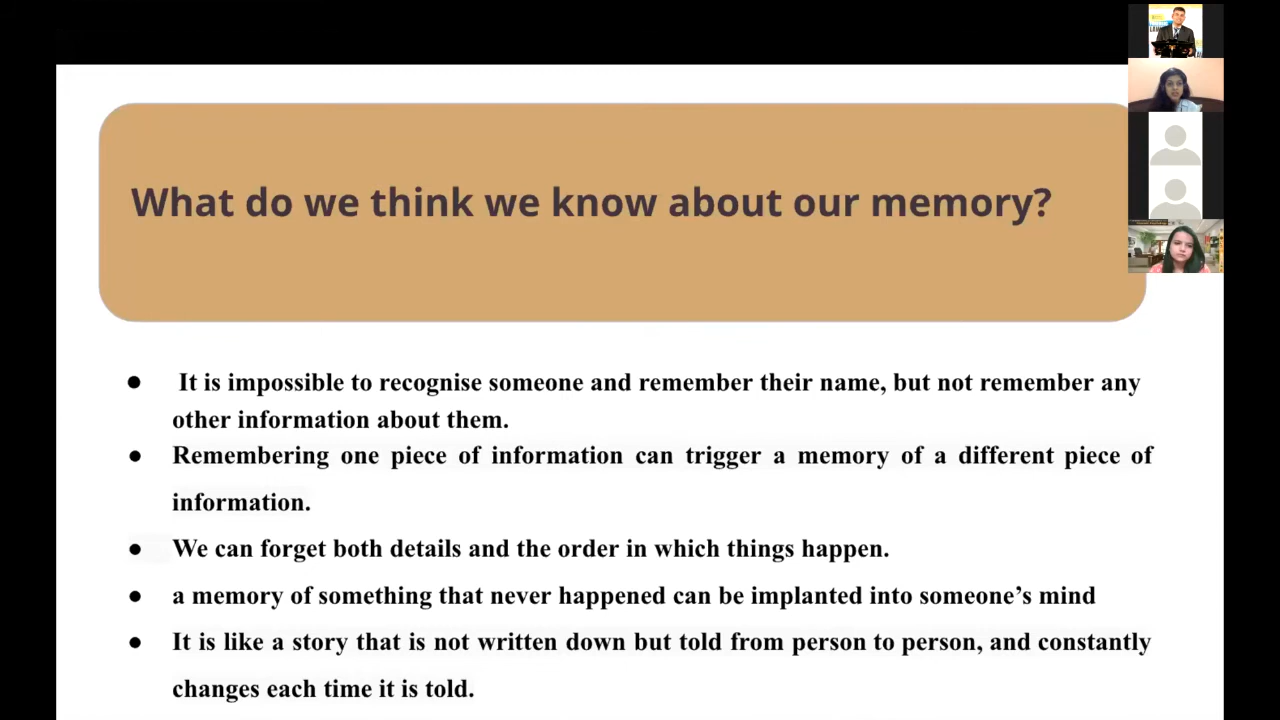 What do we think we know about our memory?
● It is impossible to recognise someone and remember their name, but not remember any
other information about them.
● Remembering one piece of information can trigger a memory of a different piece of
information.
● We can forget both details and the order in which things happen.
● a memory of something that never happened can be implanted into someone’s mind
● It is like a story that is not written down but told from person to person, and constantly
changes each time it is told.